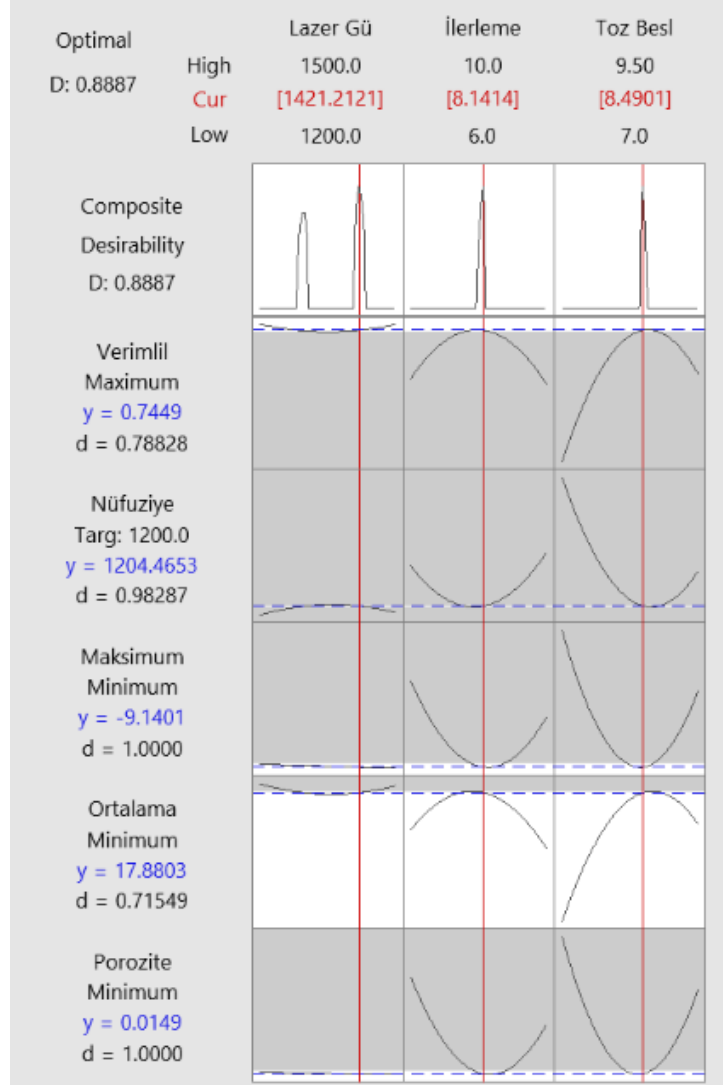 Optimal
D: 0.8887
High
Cur
Low
Lazer Gü
1500.0
[1421.2121]
1200.0
İlerleme
10.0
[8.1414]
6.0
Toz Besl
9.50
[8.4901]
7.0
Composite
Desirability
D: 0.8887
Verimlil
Maximum
y = 0.7449
d = 0.78828
Nüfuziye
Targ: 1200.0
y = 1204.4653
d = 0.98287
Maksimum
Minimum
y = -9.1401
d = 1.0000
Ortalama
Minimum
y = 17.8803
d = 0.71549
Porozite
Minimum
y = 0.0149
d = 1.0000